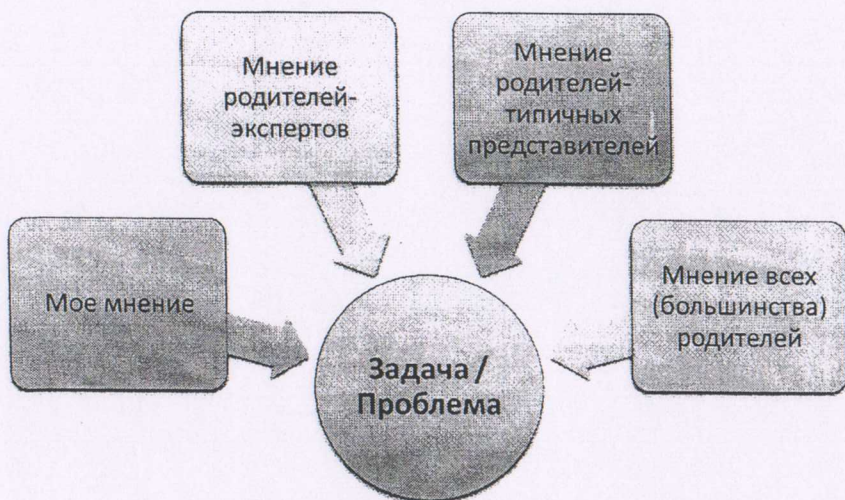 Мнение
родителей-
экспертов
Мнение
родителей-
типичных
представителей
Мое мнение
Мнение всех
(большинства)
родителей
Задача /
Проблема